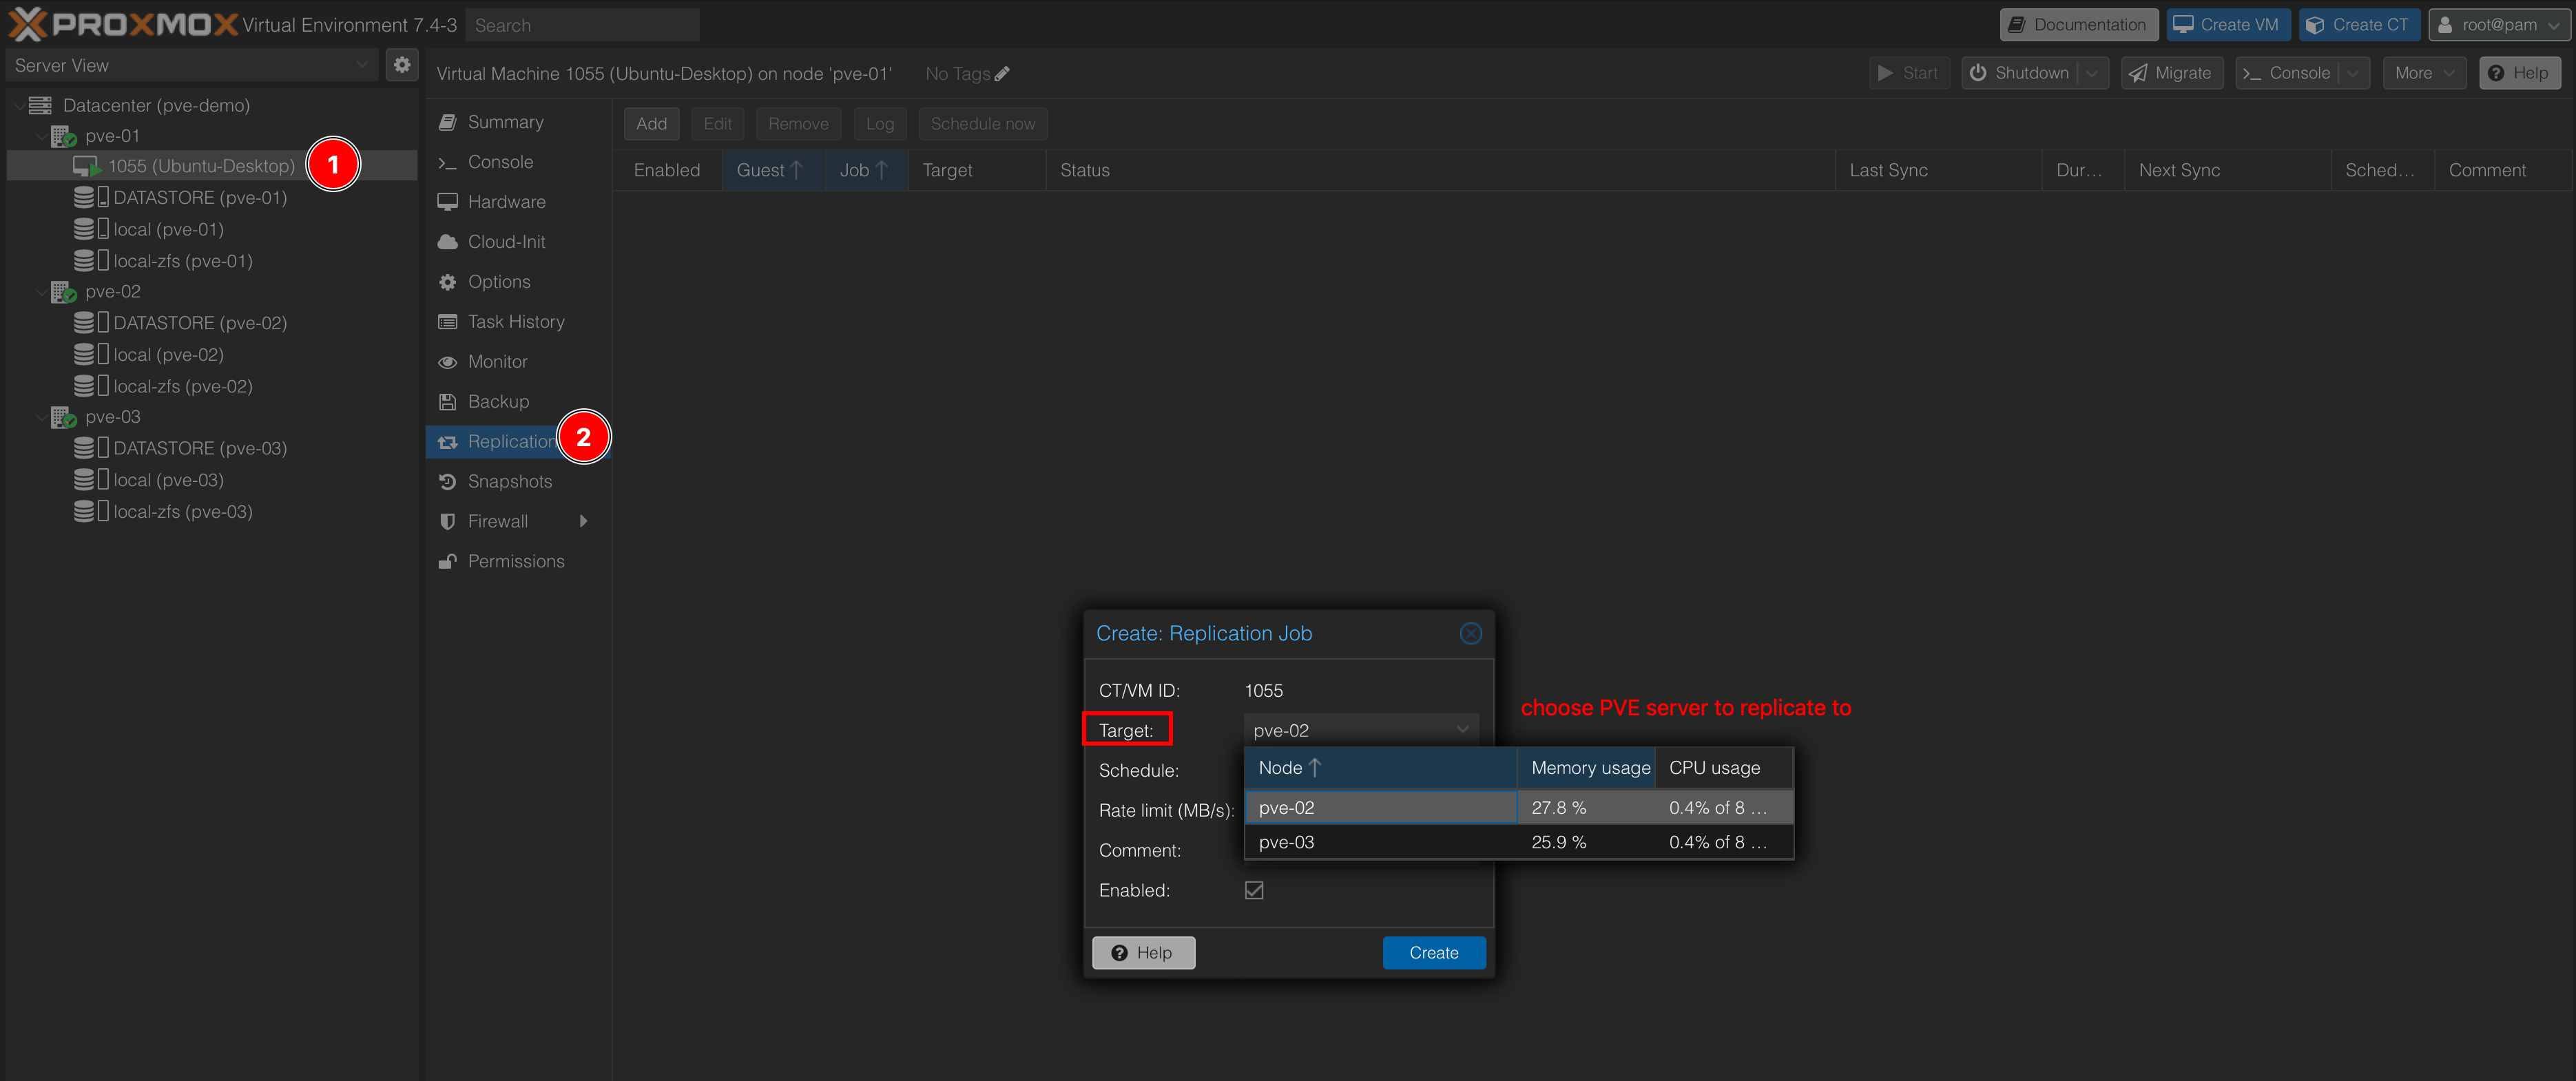 PROXMOX Virtual Environment 7.4-3 Search Documentation Create VM Create CT root@pam
Server View
Datacenter (pve-demo)
pve-01
1055 (Ubuntu-Desktop) 1
DATASTORE (pve-01)
local (pve-01)
local-zfs (pve-01)
pve-02
DATASTORE (pve-02)
local (pve-02)
local-zfs (pve-02)
pve-03
DATASTORE (pve-03)
local (pve-03)
local-zfs (pve-03)
Virtual Machine 1055 (Ubuntu-Desktop) on node 'pve-01' No Tags Start Shutdown Migrate Console More Help
Summary
Console
Hardware
Cloud-Init
Options
Task History
Monitor
Backup
Replication 2
Snapshots
Firewall
Permissions
Add Edit Remove Log Schedule now
Enabled Guest Job Target Status Last Sync Dur... Next Sync Sched... Comment
Create: Replication Job
CT/VM ID: 1055
Target: pve-02
choose PVE server to replicate to
Schedule:
Rate limit (MB/s):
Comment:
Enabled:
Node Memory usage CPU usage
pve-02 27.8 % 0.4% of 8 ...
pve-03 25.9 % 0.4% of 8 ...
Help Create